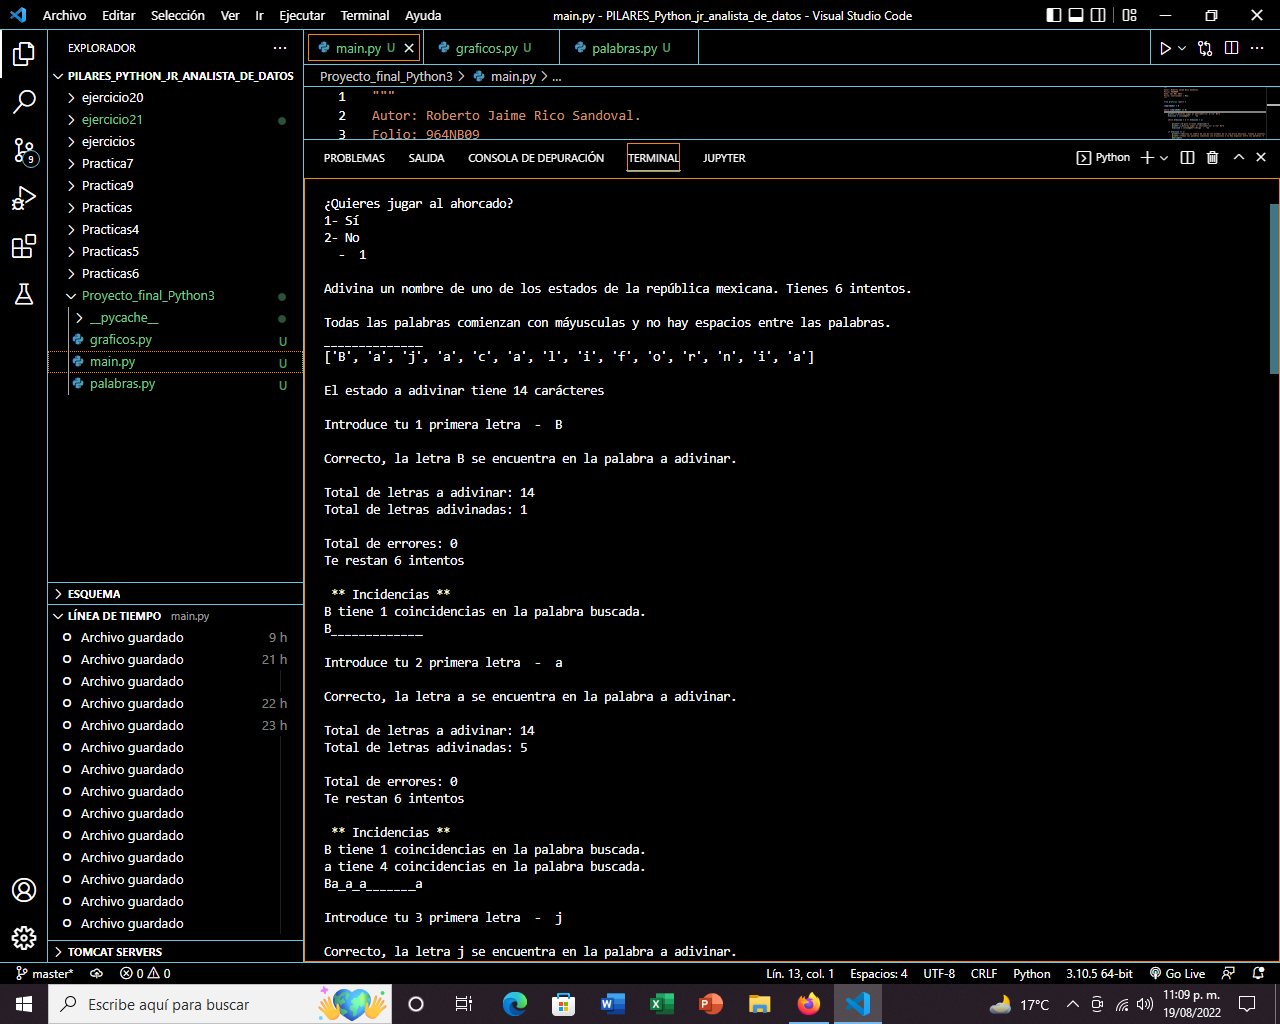 Archivo Editar Selección Ver Ir Ejecutar Terminal Ayuda
main.py - PILARES_Python_jr_analista_de_datos - Visual Studio Code
EXPLORADOR
PILARES_PYTHON_JR_ANALISTA_DE_DATOS
ejercicio20
ejercicio21
ejercicios
Practica7
Practica9
Practicas
Practicas4
Practicas5
Practicas6
Proyecto_final_Python3
__pycache__
graficos.py U
main.py U
palabras.py U
ESQUEMA
LÍNEA DE TIEMPO main.py
Archivo guardado 9 h
Archivo guardado 21 h
Archivo guardado
Archivo guardado 22 h
Archivo guardado 23 h
Archivo guardado
Archivo guardado
Archivo guardado
Archivo guardado
Archivo guardado
Archivo guardado
Archivo guardado
Archivo guardado
Archivo guardado
TOMCAT SERVERS
main.py U
graficos.py U
palabras.py U
Proyecto_final_Python3 > main.py > ...
1 """
2 Autor: Roberto Jaime Rico Sandoval.
3 Folio: 964NB09
PROBLEMAS SALIDA CONSOLA DE DEPURACIÓN TERMINAL JUPYTER
Python
¿Quieres jugar al ahorcado?
1- Sí
2- No
- 1
Adivina un nombre de uno de los estados de la república mexicana. Tienes 6 intentos.
Todas las palabras comienzan con máyusculas y no hay espacios entre las palabras.
______________
['B', 'a', 'j', 'a', 'c', 'a', 'l', 'i', 'f', 'o', 'r', 'n', 'i', 'a']
El estado a adivinar tiene 14 carácteres
Introduce tu 1 primera letra - B
Correcto, la letra B se encuentra en la palabra a adivinar.
Total de letras a adivinar: 14
Total de letras adivinadas: 1
Total de errores: 0
Te restan 6 intentos
** Incidencias **
B tiene 1 coincidencias en la palabra buscada.
B_____________
Introduce tu 2 primera letra - a
Correcto, la letra a se encuentra en la palabra a adivinar.
Total de letras a adivinar: 14
Total de letras adivinadas: 5
Total de errores: 0
Te restan 6 intentos
** Incidencias **
B tiene 1 coincidencias en la palabra buscada.
a tiene 4 coincidencias en la palabra buscada.
Ba_a_a_______a
Introduce tu 3 primera letra - j
Correcto, la letra j se encuentra en la palabra a adivinar.
9
master* 0 0
Lín. 13, col. 1 Espacios: 4 UTF-8 CRLF Python 3.10.5 64-bit Go Live
Escribe aquí para buscar
17°C
11:09 p. m.
19/08/2022